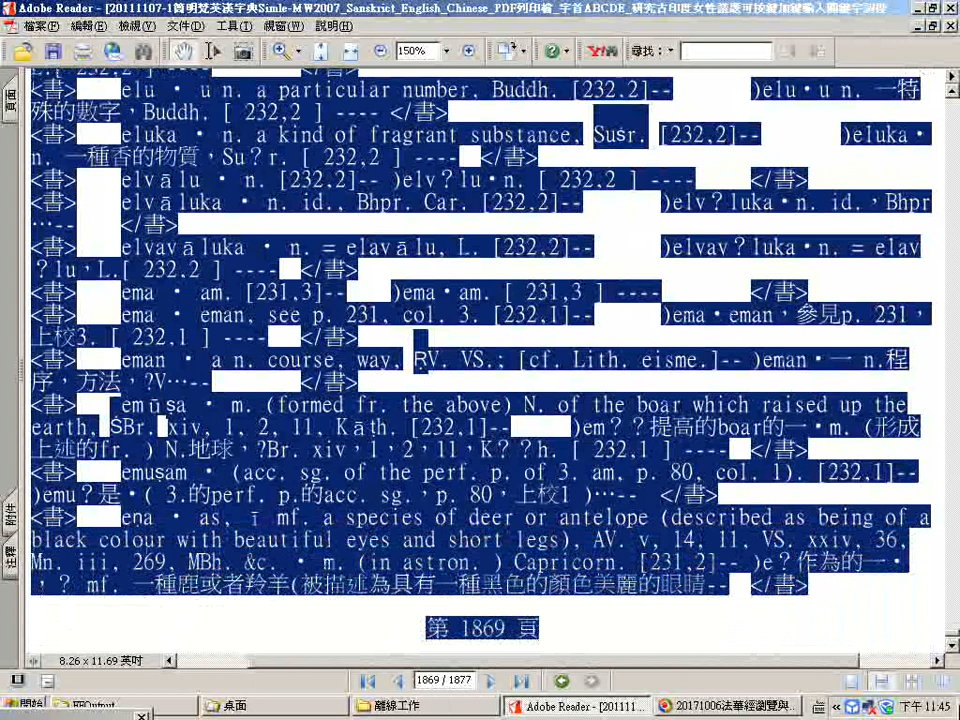 Adobe Reader - [20111107-1簡明梵英漢字典Simle-MW2007_Sanskrict_English_Chinese_PDF列印檔_字首ABCDE_研究古印度女性議題可按鍵鍵輸入關鍵字詞搜
檔案(F) 編輯(E) 檢視(V) 文件(D) 工具(T) 視窗(W) 說明(H)
150% 尋找：
<書> elu • u n. a particular number, Buddh. [232,2]-- )elu•u n. 一特
殊的數字，Buddh. [ 232,2 ] ---- </書>
<書> eluka • n. a kind of fragrant substance, Suśr. [232,2]-- )eluka•
n. 一種香的物質，Su？r. [ 232,2 ] ---- </書>
<書> elvālu • n. [232,2]-- )elv？lu•n. [ 232,2 ] ---- </書>
<書> elvāluka • n. id., Bhpr. Car. [232,2]-- )elv？luka•n. id.，Bhpr
…-- </書>
<書> elvavāluka • n. = elavālu, L. [232,2]-- )elvav？luka•n. = elav
？lu，L.[ 232,2 ] ---- </書>
<書> ema • am. [231,3]-- )ema•am. [ 231,3 ] ---- </書>
<書> ema • eman, see p. 231, col. 3. [232,1]-- )ema•eman，參見p. 231，
上校3. [ 232,1 ] ---- </書>
<書> eman • a n. course, way, ṚV. VS.; [cf. Lith. eisme.]-- )eman•一 n.程
序，方法，?V…-- </書>
<書> emūṣa • m. (formed fr. the above) N. of the boar which raised up the
earth, ŚBr. xiv, 1, 2, 11, Kāṭh. [232,1]-- )em？？提高的boar的一•m. (形成
上述的fr. ) N.地球，?Br. xiv，1，2，11，K？？h. [ 232,1 ] ---- </書>
<書> emuṣam • (acc. sg. of the perf. p. of 3. am, p. 80, col. 1). [232,1]--
)emu？是•( 3.的perf. p.的acc. sg.，p. 80，上校1 )…-- </書>
<書> eṇa • as, ī mf. a species of deer or antelope (described as being of a
black colour with beautiful eyes and short legs), AV. v, 14, 11, VS. xxiv, 36,
Mn. iii, 269, MBh. &c. • m. (in astron. ) Capricorn. [231,2]-- )e？作為的一•
，？ mf. 一種鹿或者羚羊(被描述為具有一種黑色的顏色美麗的眼睛-- </書>
第 1869 頁
頁面
附件
註釋
8.26 x 11.69 英吋
1869 / 1877
開始 EEOutput 桌面 離線工作 Adobe Reader - [201111... 20171006法華經瀏覽與... 下午 11:45